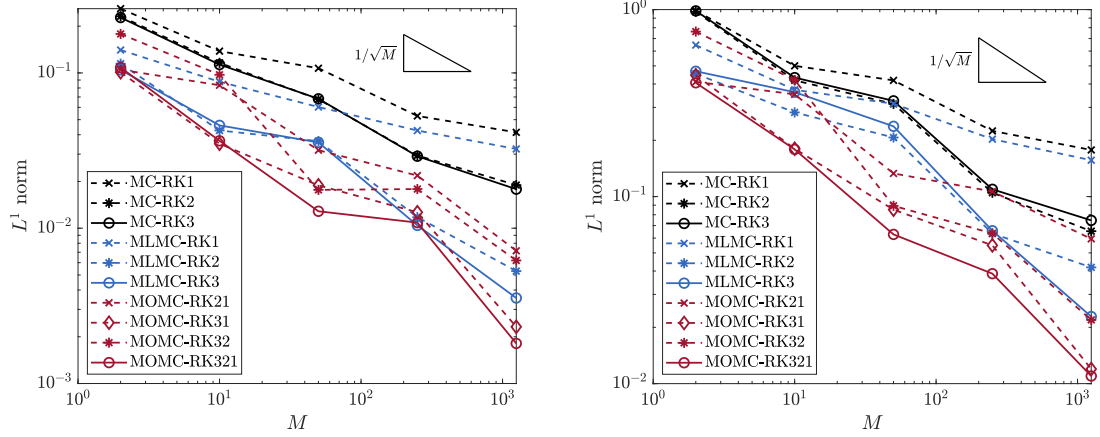 10^{-1}
10^{-2}
10^{-3}
L^1 norm
1/\sqrt{M}
MC-RK1
MC-RK2
MC-RK3
MLMC-RK1
MLMC-RK2
MLMC-RK3
MOMC-RK21
MOMC-RK31
MOMC-RK32
MOMC-RK321
10^0
10^1
10^2
10^3
M
10^0
10^{-1}
10^{-2}
L^1 norm
1/\sqrt{M}
MC-RK1
MC-RK2
MC-RK3
MLMC-RK1
MLMC-RK2
MLMC-RK3
MOMC-RK21
MOMC-RK31
MOMC-RK32
MOMC-RK321
10^0
10^1
10^2
10^3
M